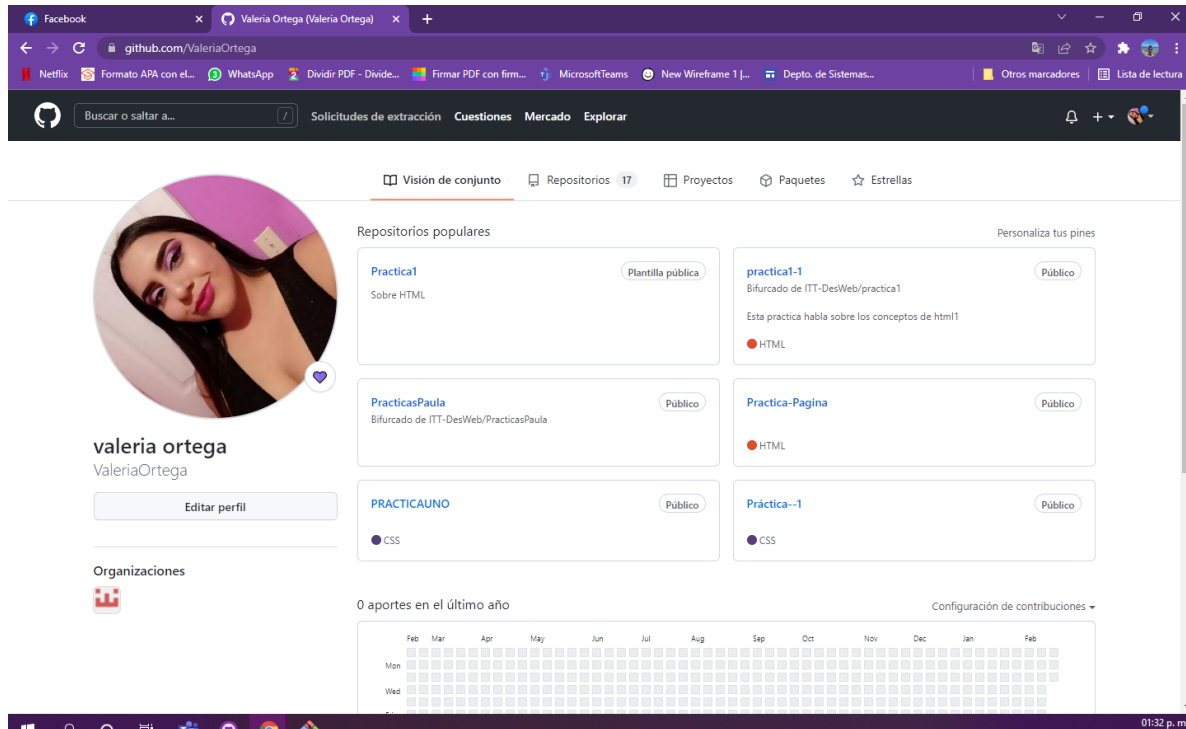 Facebook
Valeria Ortega (Valeria Ortega)
github.com/ValeriaOrtega
Netflix Formato APA con el... WhatsApp Dividir PDF - Divide... Firmar PDF con firm... MicrosoftTeams New Wireframe 1 |... Depto. de Sistemas... Otros marcadores Lista de lectura
Buscar o saltar a... / Solicitudes de extracción Cuestiones Mercado Explorar
Visión de conjunto Repositorios 17 Proyectos Paquetes Estrellas
Repositorios populares Personaliza tus pines
Practica1 Plantilla pública
Sobre HTML
practica1-1 Público
Bifurcado de ITT-DesWeb/practica1
Esta practica habla sobre los conceptos de html1
HTML
PracticasPaula Público
Bifurcado de ITT-DesWeb/PracticasPaula
Practica-Pagina Público
HTML
PRACTICAUNO Público
CSS
Práctica--1 Público
CSS
valeria ortega
ValeriaOrtega
Editar perfil
Organizaciones
0 aportes en el último año Configuración de contribuciones
Feb Mar Apr May Jun Jul Aug Sep Oct Nov Dec Jan Feb
Mon
Wed
01:32 p. m